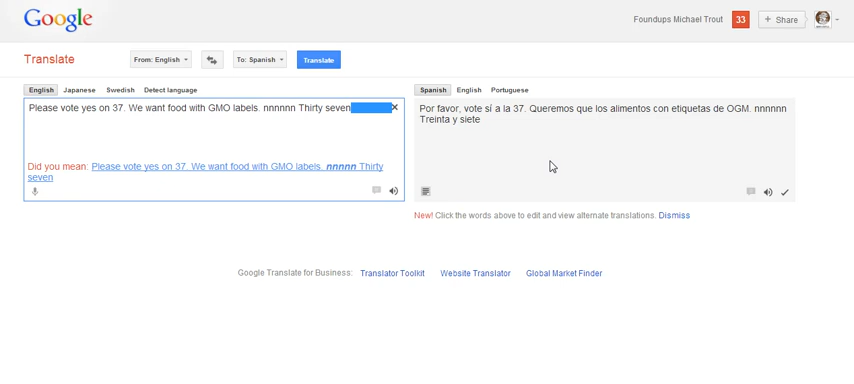 Google
Foundups Michael Trout 33 + Share
Translate From: English To: Spanish Translate
English Japanese Swedish Detect language
Spanish English Portuguese
Please vote yes on 37. We want food with GMO labels. nnnnnn Thirty seven
Por favor, vote sí a la 37. Queremos que los alimentos con etiquetas de OGM. nnnnnn
Treinta y siete
Did you mean: Please vote yes on 37. We want food with GMO labels. nnnnn Thirty
seven
New! Click the words above to edit and view alternate translations. Dismiss
Google Translate for Business: Translator Toolkit Website Translator Global Market Finder